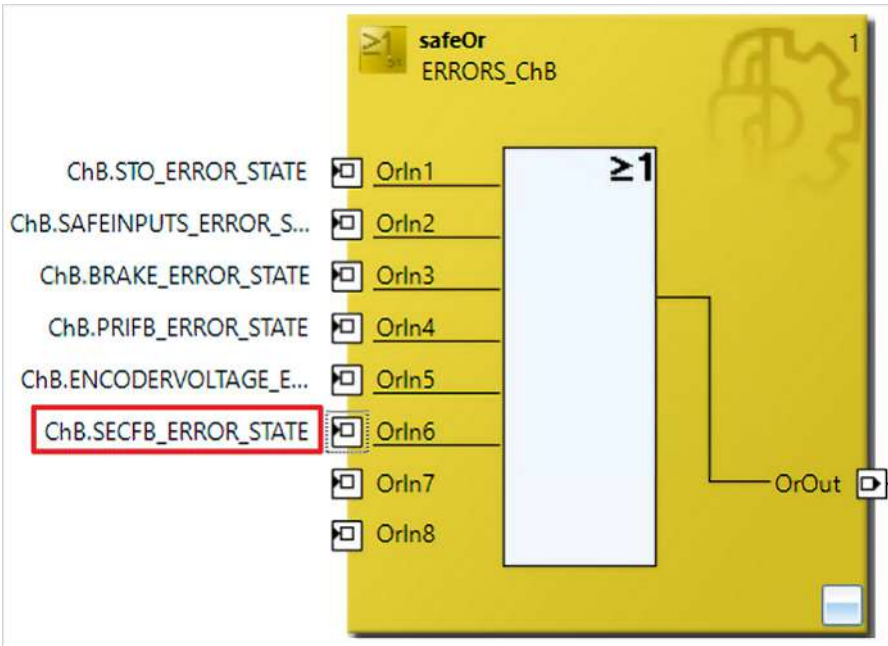 ≥1
safeOr
1
ERRORS_ChB
≥1
ChB.STO_ERROR_STATE OrIn1
ChB.SAFEINPUTS_ERROR_S... OrIn2
ChB.BRAKE_ERROR_STATE OrIn3
ChB.PRIFB_ERROR_STATE OrIn4
ChB.ENCODERVOLTAGE_E... OrIn5
ChB.SECFB_ERROR_STATE OrIn6
OrIn7
OrOut
OrIn8